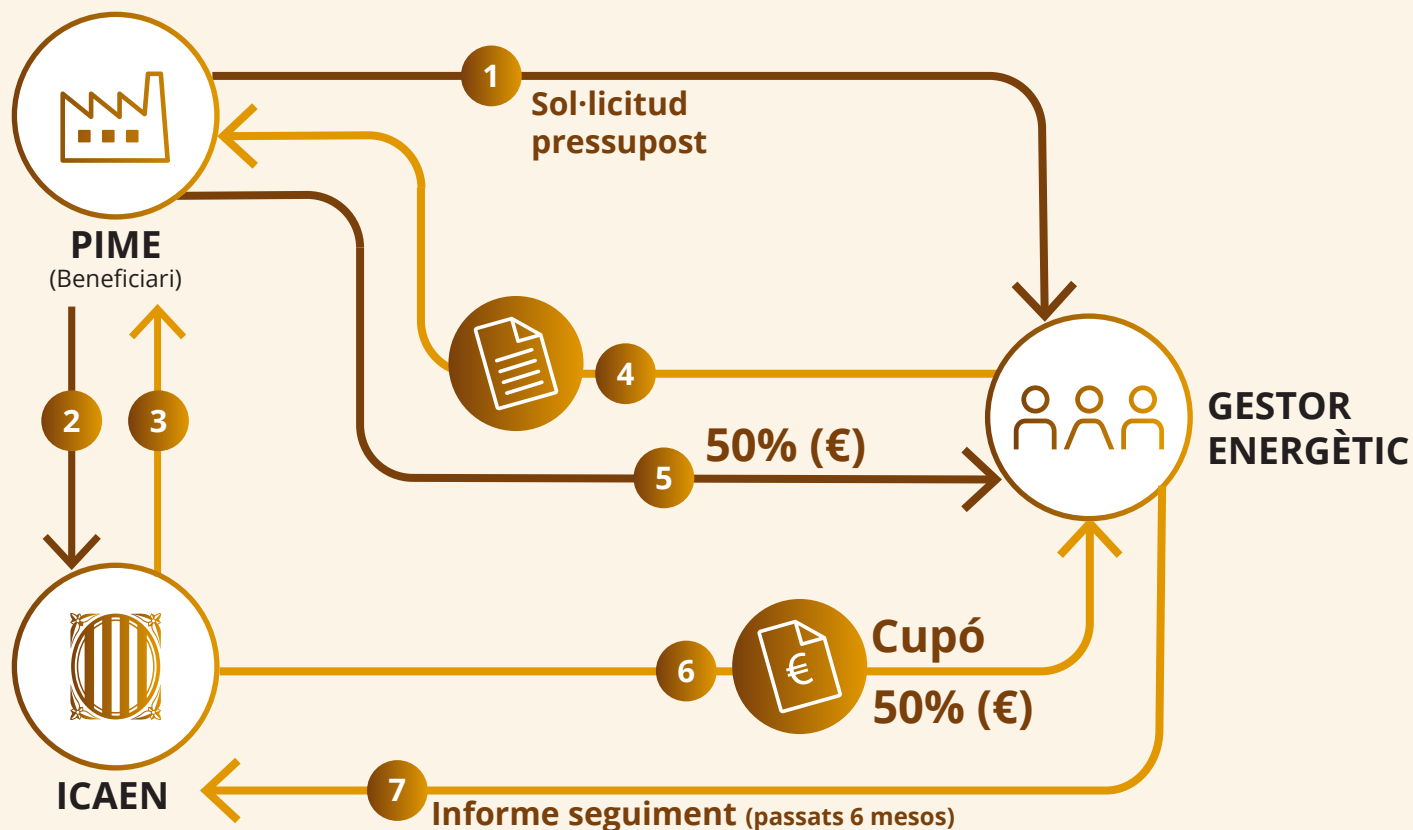 1
Sol·licitud
pressupost
PIME
(Beneficiari)
2
3
4
GESTOR
ENERGÈTIC
50% (€)
5
6
€
Cupó
50% (€)
ICAEN
7
Informe seguiment (passats 6 mesos)